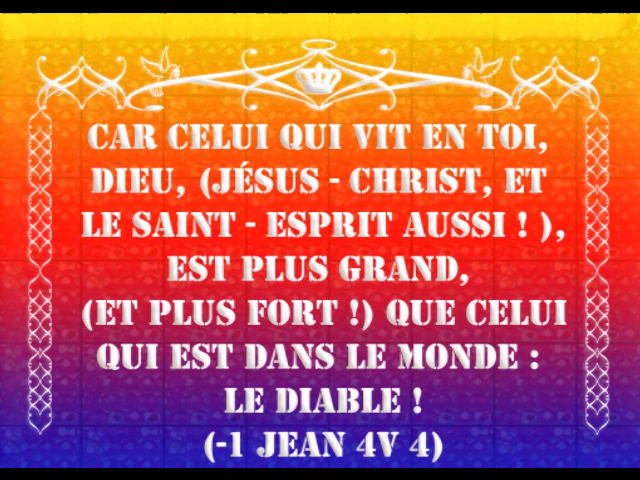 CAR CELUI QUI VIT EN TOI,
DIEU, (JÉSUS - CHRIST, ET
LE SAINT - ESPRIT AUSSI ! ),
EST PLUS GRAND,
(ET PLUS FORT !) QUE CELUI
QUI EST DANS LE MONDE :
LE DIABLE !
(-1 JEAN 4V 4)